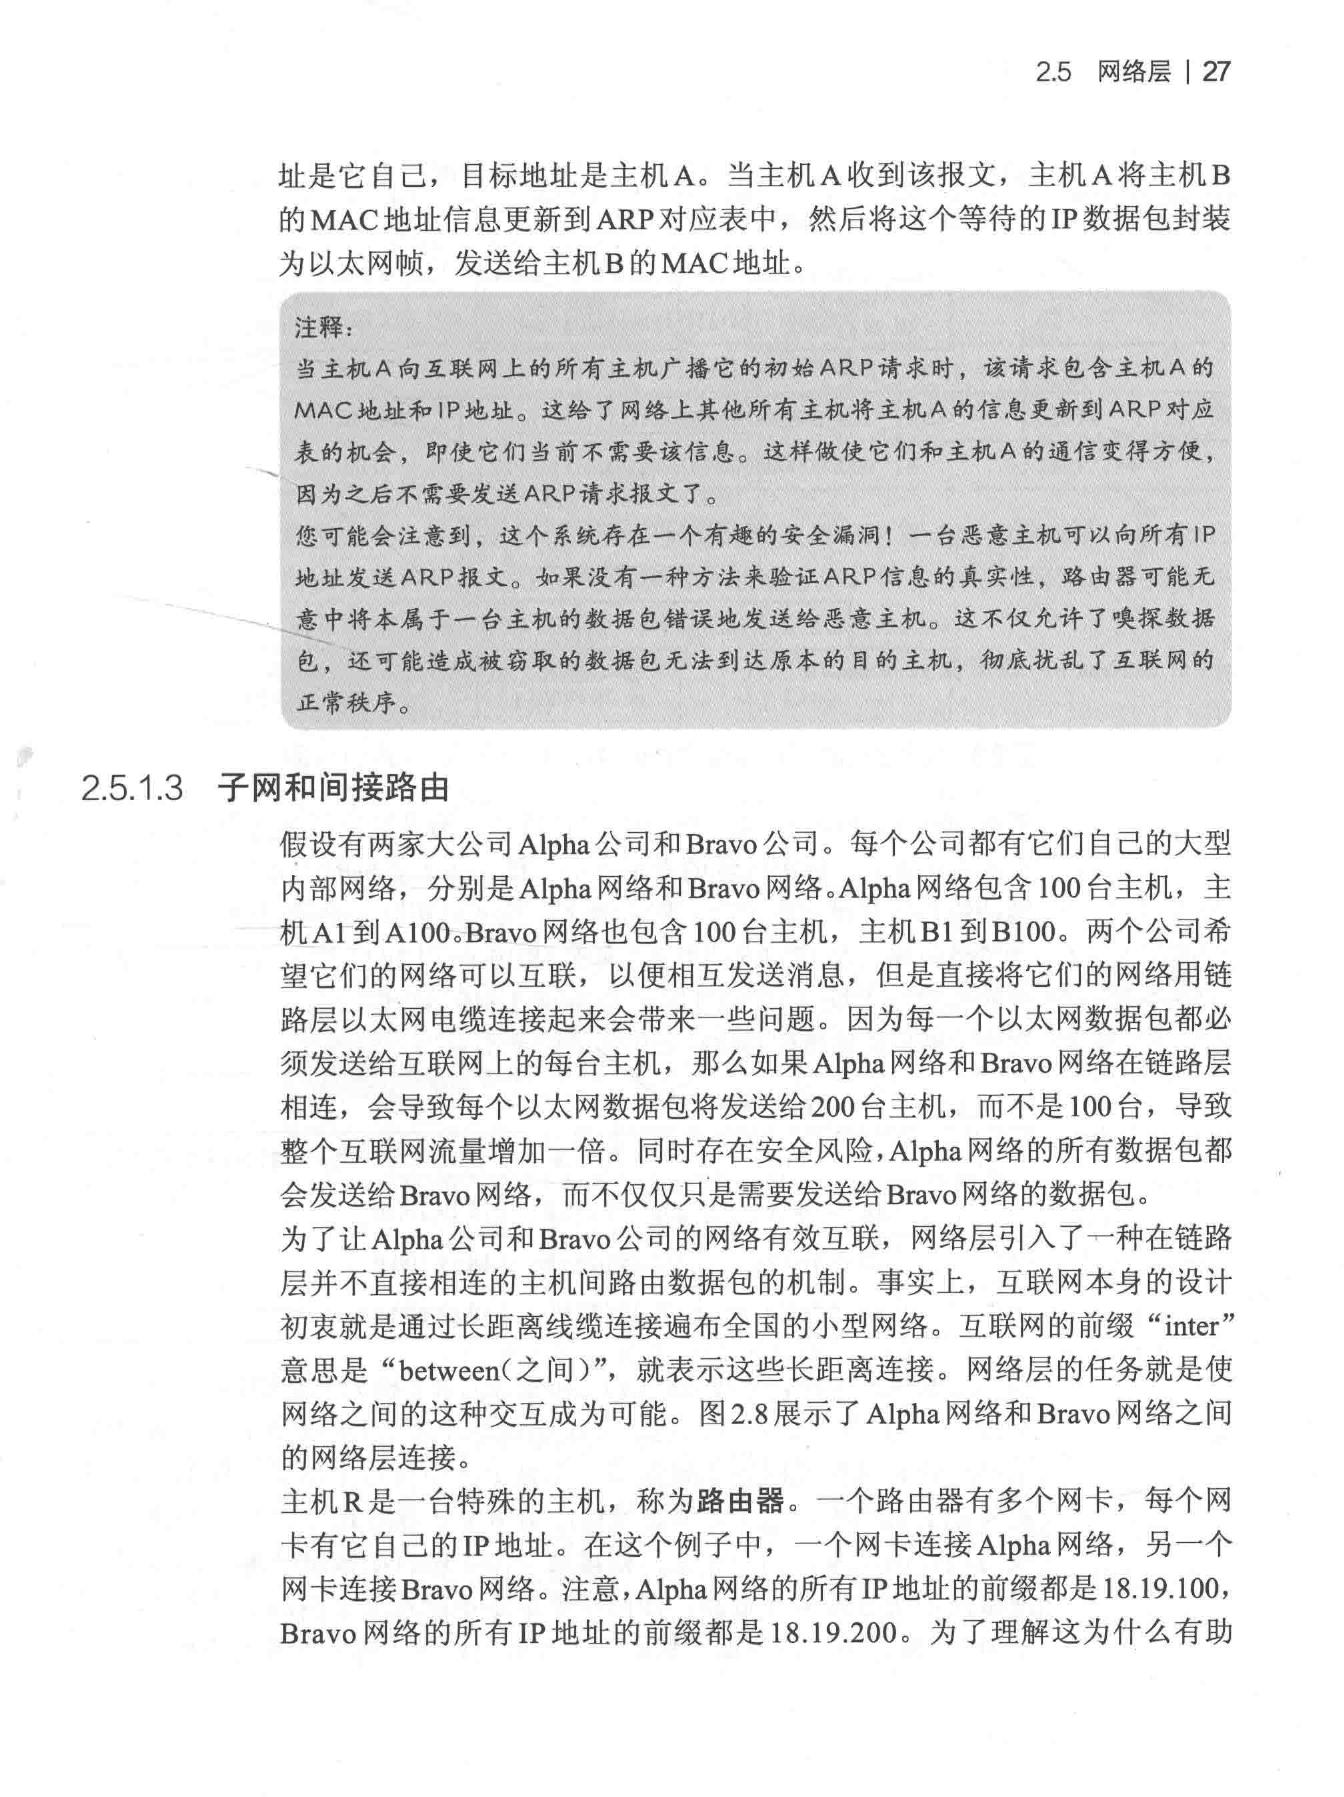 2.5 网络层 | 27
址是它自己，目标地址是主机A。当主机A收到该报文，主机A将主机B
的MAC地址信息更新到ARP对应表中，然后将这个等待的IP数据包封装
为以太网帧，发送给主机B的MAC地址。
注释：
当主机A向互联网上的所有主机广播它的初始ARP请求时，该请求包含主机A的
MAC地址和IP地址。这给了网络上其他所有主机将主机A的信息更新到ARP对应
表的机会，即使它们当前不需要该信息。这样做使它们和主机A的通信变得方便，
因为之后不需要发送ARP请求报文了。
您可能会注意到，这个系统存在一个有趣的安全漏洞！一台恶意主机可以向所有IP
地址发送ARP报文。如果没有一种方法来验证ARP信息的真实性，路由器可能无
意中将本属于一台主机的数据包错误地发送给恶意主机。这不仅允许了嗅探数据
包，还可能造成被窃取的数据包无法到达原本的目的主机，彻底扰乱了互联网的
正常秩序。
2.5.1.3 子网和间接路由
假设有两家大公司Alpha公司和Bravo公司。每个公司都有它们自己的大型
内部网络，分别是Alpha网络和Bravo网络。Alpha网络包含100台主机，主
机A1到A100。Bravo网络也包含100台主机，主机B1到B100。两个公司希
望它们的网络可以互联，以便相互发送消息，但是直接将它们的网络用链
路层以太网电缆连接起来会带来一些问题。因为每一个以太网数据包都必
须发送给互联网上的每台主机，那么如果Alpha网络和Bravo网络在链路层
相连，会导致每个以太网数据包将发送给200台主机，而不是100台，导致
整个互联网流量增加一倍。同时存在安全风险，Alpha网络的所有数据包都
会发送给Bravo网络，而不仅仅只是需要发送给Bravo网络的数据包。
为了让Alpha公司和Bravo公司的网络有效互联，网络层引入了一种在链路
层并不直接相连的主机间路由数据包的机制。事实上，互联网本身的设计
初衷就是通过长距离线缆连接遍布全国的小型网络。互联网的前缀“inter”
意思是“between(之间)”，就表示这些长距离连接。网络层的任务就是使
网络之间的这种交互成为可能。图2.8展示了Alpha网络和Bravo网络之间
的网络层连接。
主机R是一台特殊的主机，称为路由器。一个路由器有多个网卡，每个网
卡有它自己的IP地址。在这个例子中，一个网卡连接Alpha网络，另一个
网卡连接Bravo网络。注意，Alpha网络的所有IP地址的前缀都是18.19.100，
Bravo网络的所有IP地址的前缀都是18.19.200。为了理解这为什么有助